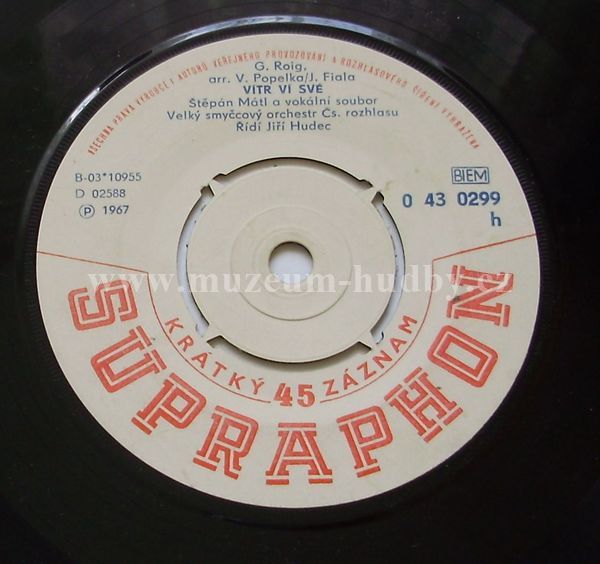 VŠECHNA PRÁVA VÝROBCE I AUTORŮ VEŘEJNÉHO PROVOZOVÁNÍ A ROZHLASOVÉHO ŠÍŘENÍ VYHRAZENA
G. Roig,
arr. V. Popelka/J. Fiala
VÍTR VÍ SVÉ
Štěpán Mátl a vokální soubor
Velký smyčcový orchestr Čs. rozhlasu
Řídí Jiří Hudec
B-03*10955
D 02588
Ⓟ 1967
BIEM
0 43 0299
h
www.muzeum-hudby.cz
KRÁTKÝ 45 ZÁZNAM
SUPRAPHON